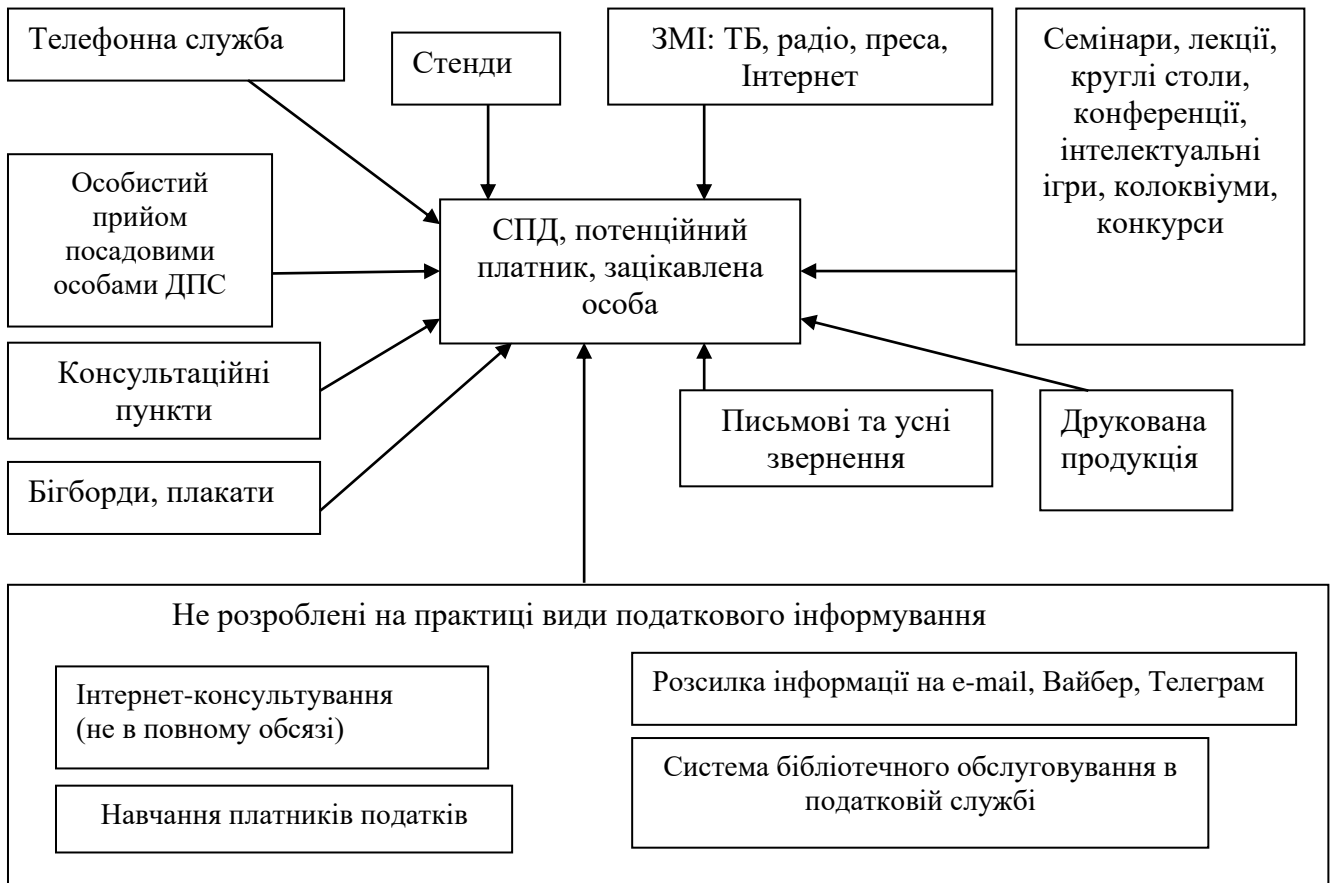 Телефонна служба
Стенди
ЗМІ: ТБ, радіо, преса,
Інтернет
Семінари, лекції,
круглі столи,
конференції,
інтелектуальні
ігри, колоквіуми,
конкурси
Особистий
прийом
посадовими
особами ДПС
СПД, потенційний
платник, зацікавлена
особа
Консультаційні
пункти
Бігборди, плакати
Письмові та усні
звернення
Друкована
продукція
Не розроблені на практиці види податкового інформування
Інтернет-консультування
(не в повному обсязі)
Розсилка інформації на e-mail, Вайбер, Телеграм
Навчання платників податків
Система бібліотечного обслуговування в
податковій службі